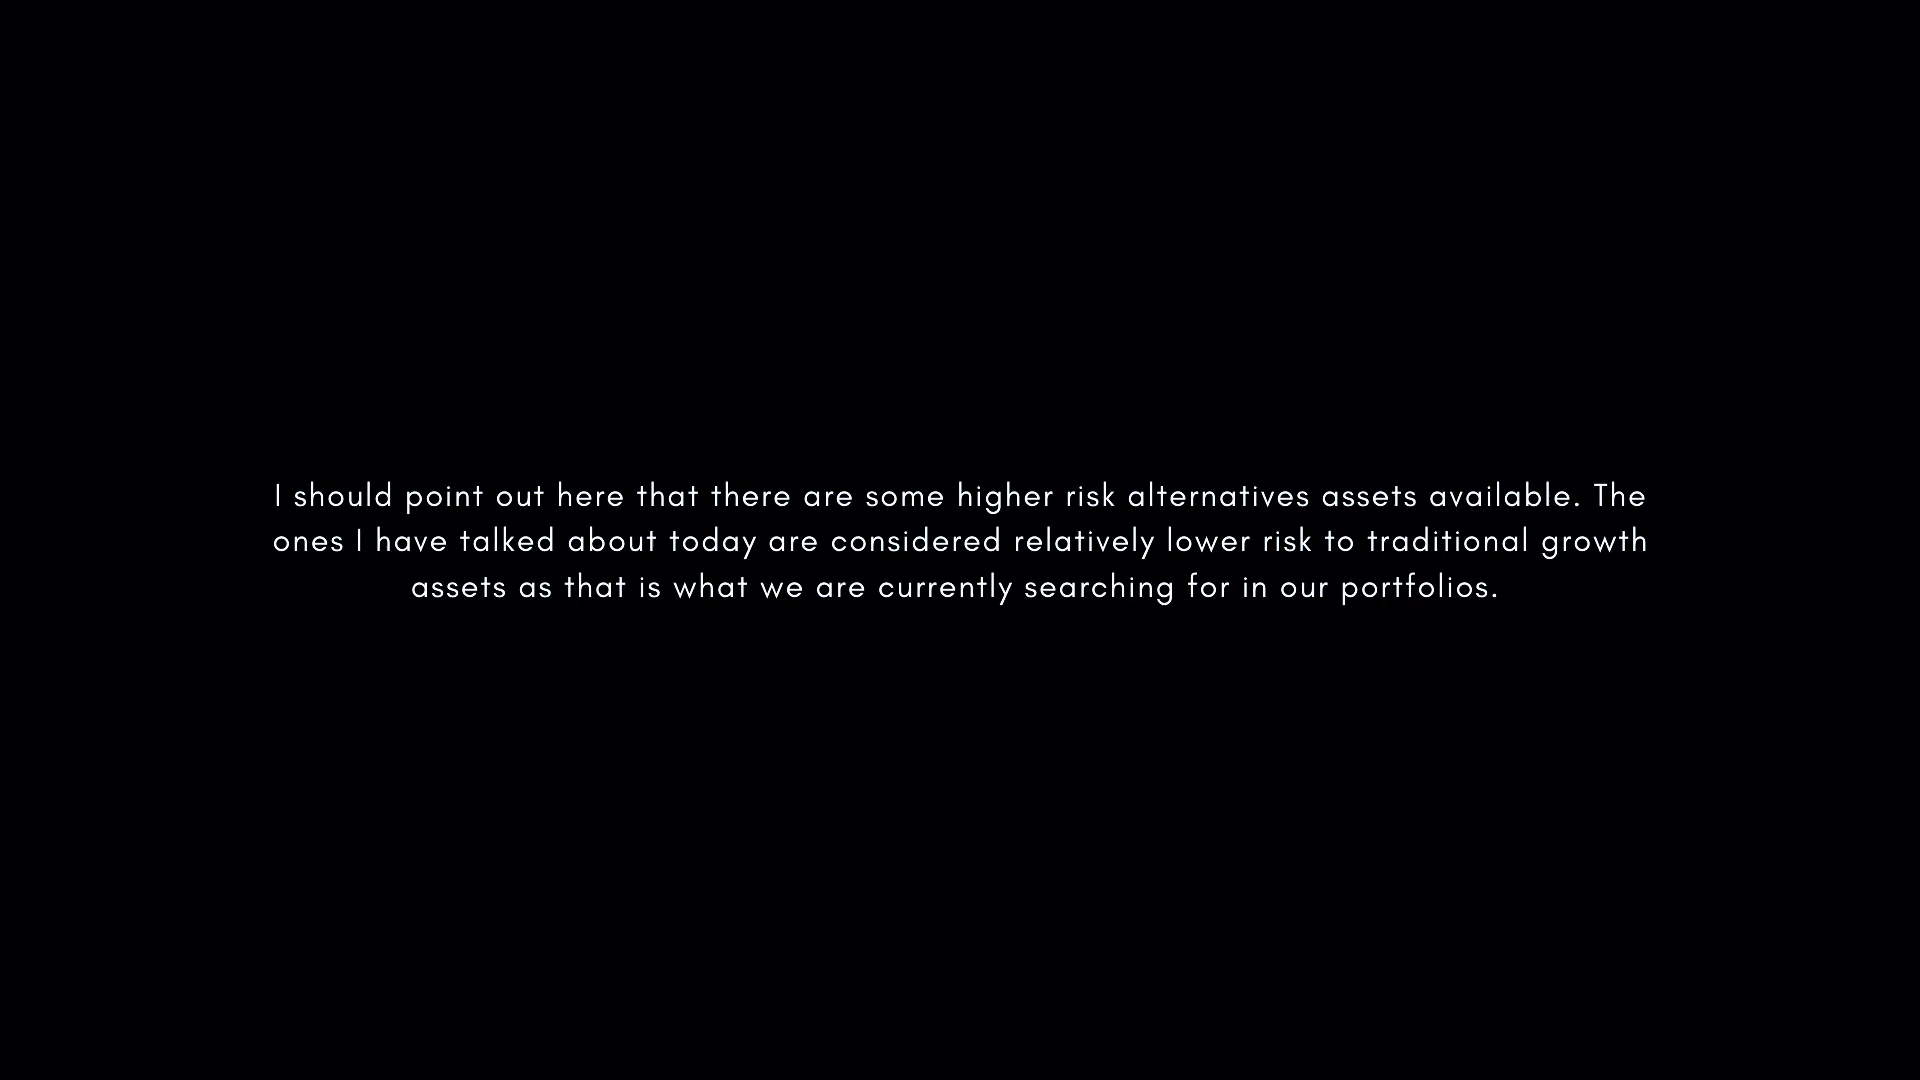 I should point out here that there are some higher risk alternatives assets available. The
ones I have talked about today are considered relatively lower risk to traditional growth
assets as that is what we are currently searching for in our portfolios.